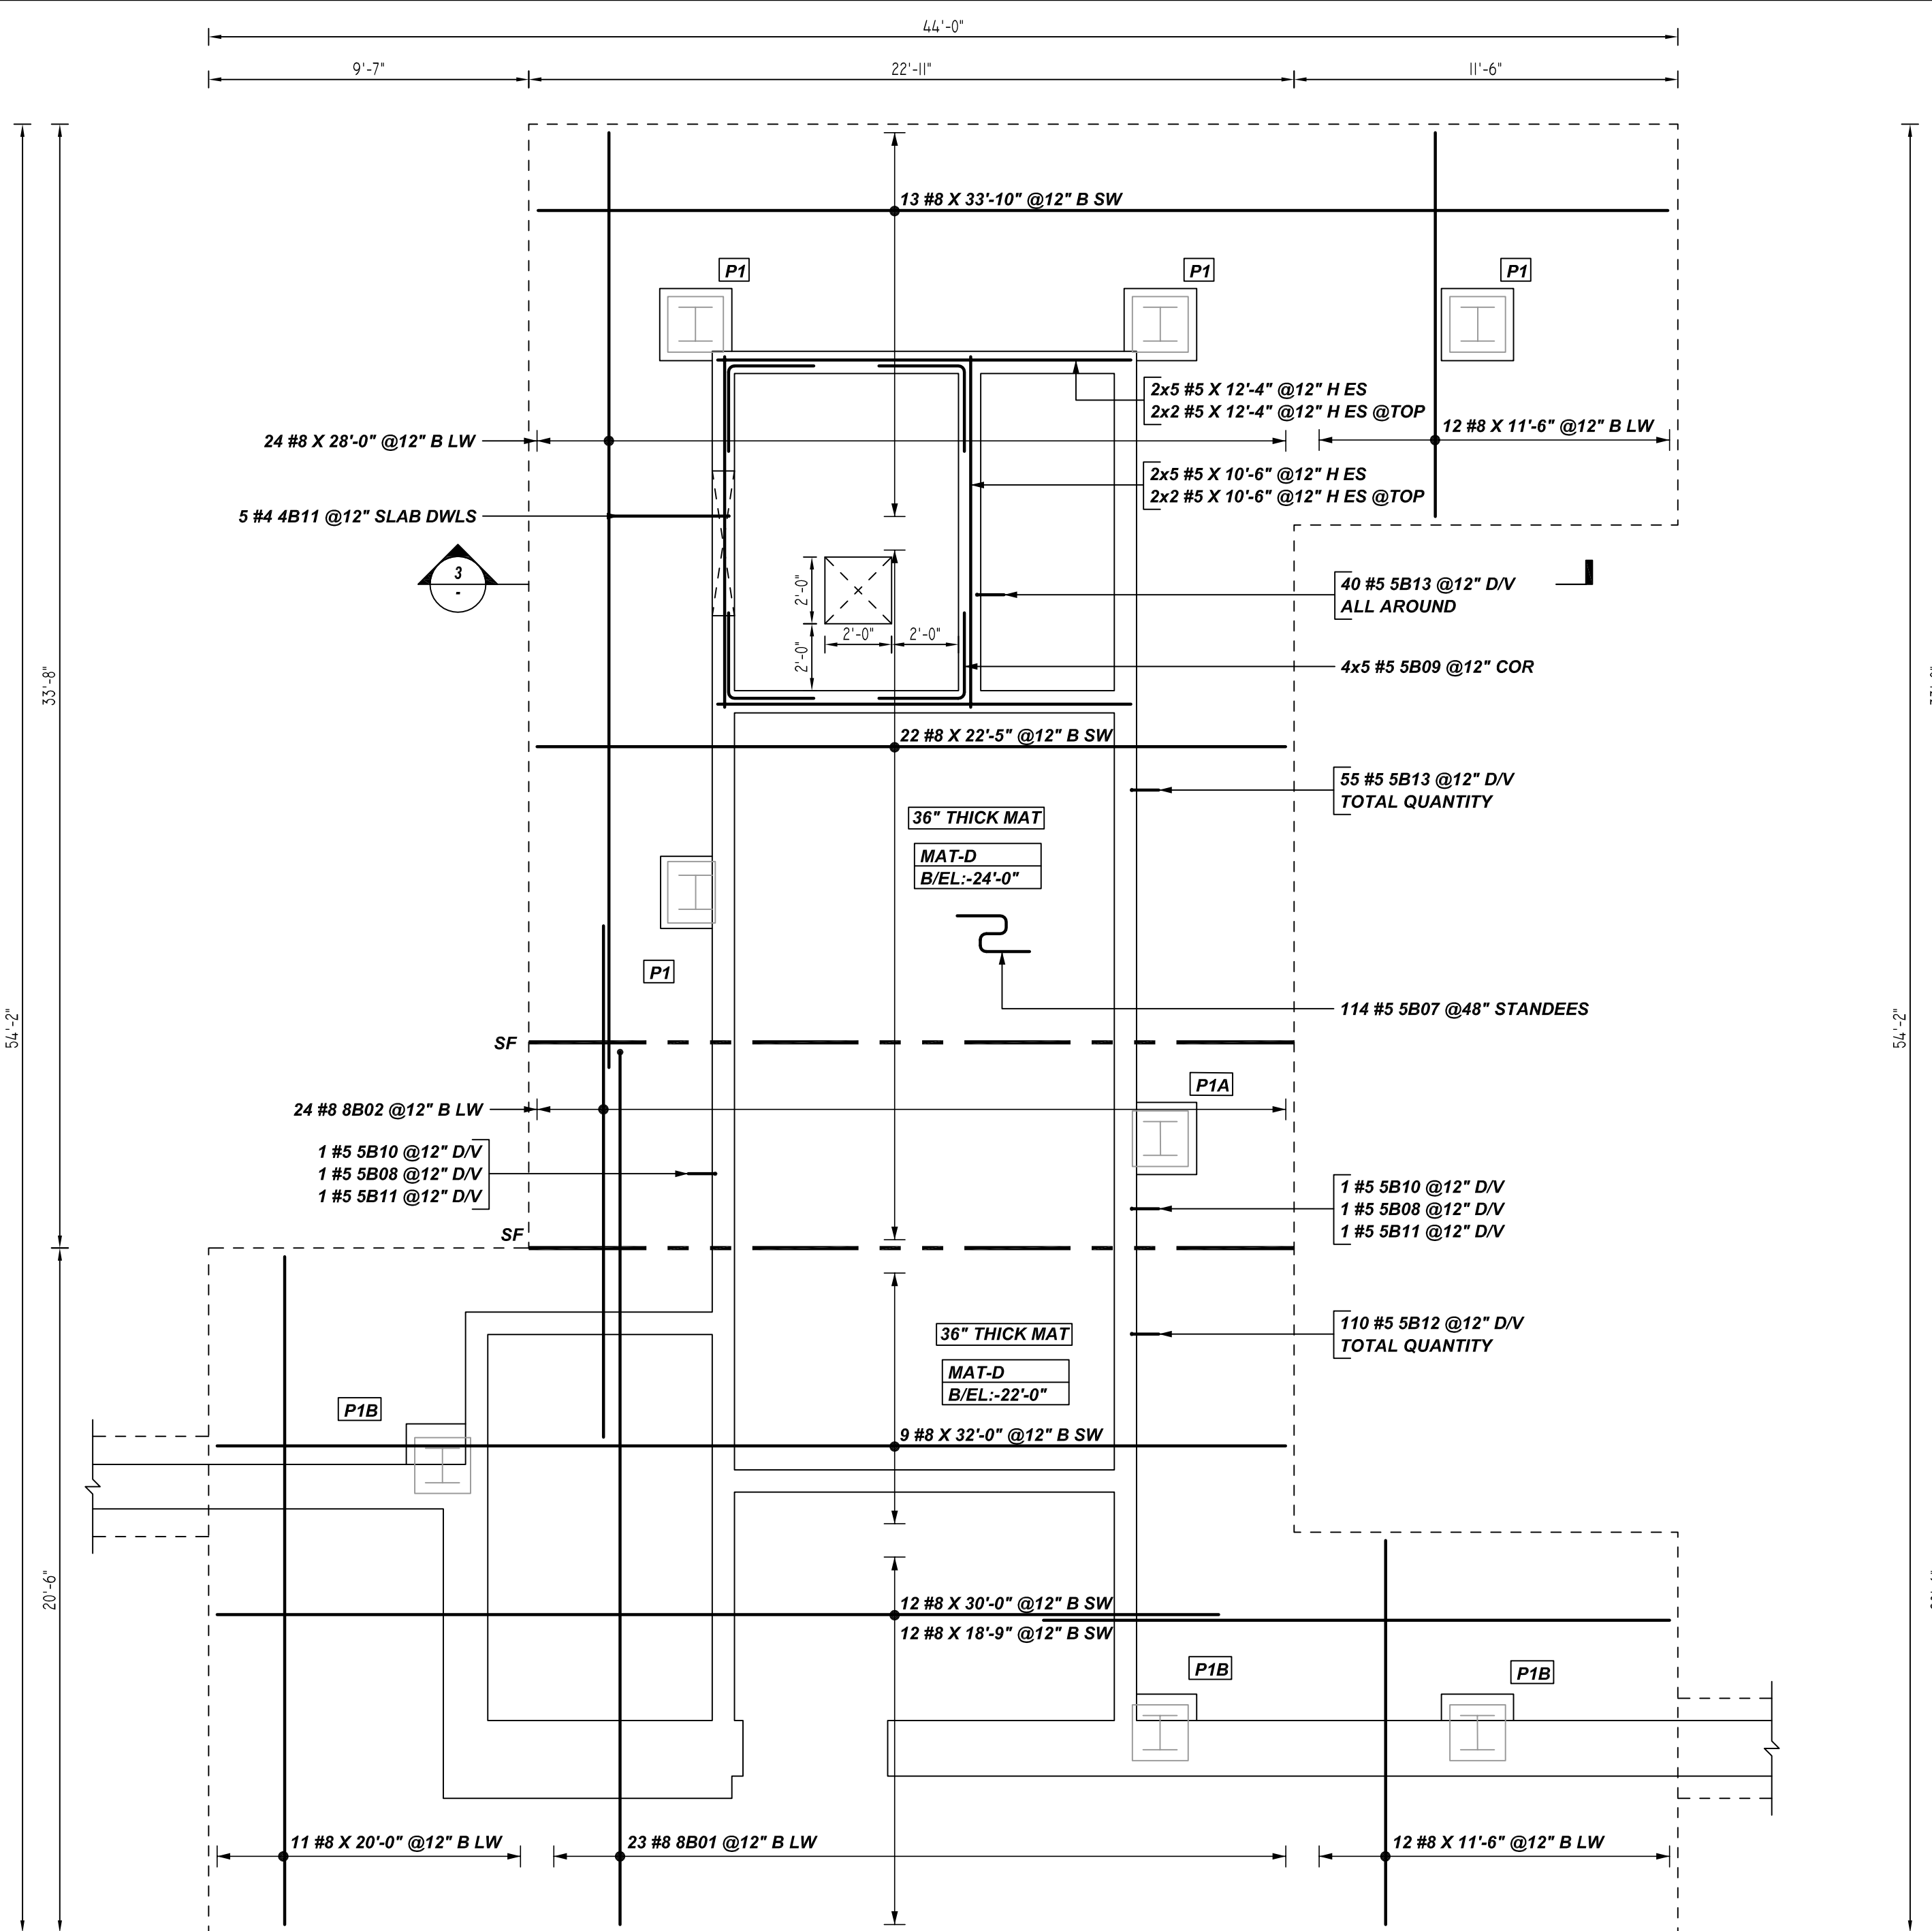 44'-0"
9'-7"
22'-11"
11'-6"
13 #8 X 33'-10" @12" B SW
P1
P1
P1
2x5 #5 X 12'-4" @12" H ES
2x2 #5 X 12'-4" @12" H ES @TOP
24 #8 X 28'-0" @12" B LW
12 #8 X 11'-6" @12" B LW
2x5 #5 X 10'-6" @12" H ES
2x2 #5 X 10'-6" @12" H ES @TOP
5 #4 4B11 @12" SLAB DWLS
3
-
2'-0"
2'-0"
2'-0"
2'-0"
40 #5 5B13 @12" D/V
ALL AROUND
4x5 #5 5B09 @12" COR
33'-8"
22 #8 X 22'-5" @12" B SW
55 #5 5B13 @12" D/V
TOTAL QUANTITY
36" THICK MAT
MAT-D
B/EL:-24'-0"
P1
114 #5 5B07 @48" STANDEES
54'-2"
54'-2"
SF
P1A
24 #8 8B02 @12" B LW
1 #5 5B10 @12" D/V
1 #5 5B08 @12" D/V
1 #5 5B11 @12" D/V
1 #5 5B10 @12" D/V
1 #5 5B08 @12" D/V
1 #5 5B11 @12" D/V
SF
36" THICK MAT
MAT-D
B/EL:-22'-0"
110 #5 5B12 @12" D/V
TOTAL QUANTITY
P1B
9 #8 X 32'-0" @12" B SW
20'-6"
12 #8 X 30'-0" @12" B SW
12 #8 X 18'-9" @12" B SW
P1B
P1B
11 #8 X 20'-0" @12" B LW
23 #8 8B01 @12" B LW
12 #8 X 11'-6" @12" B LW